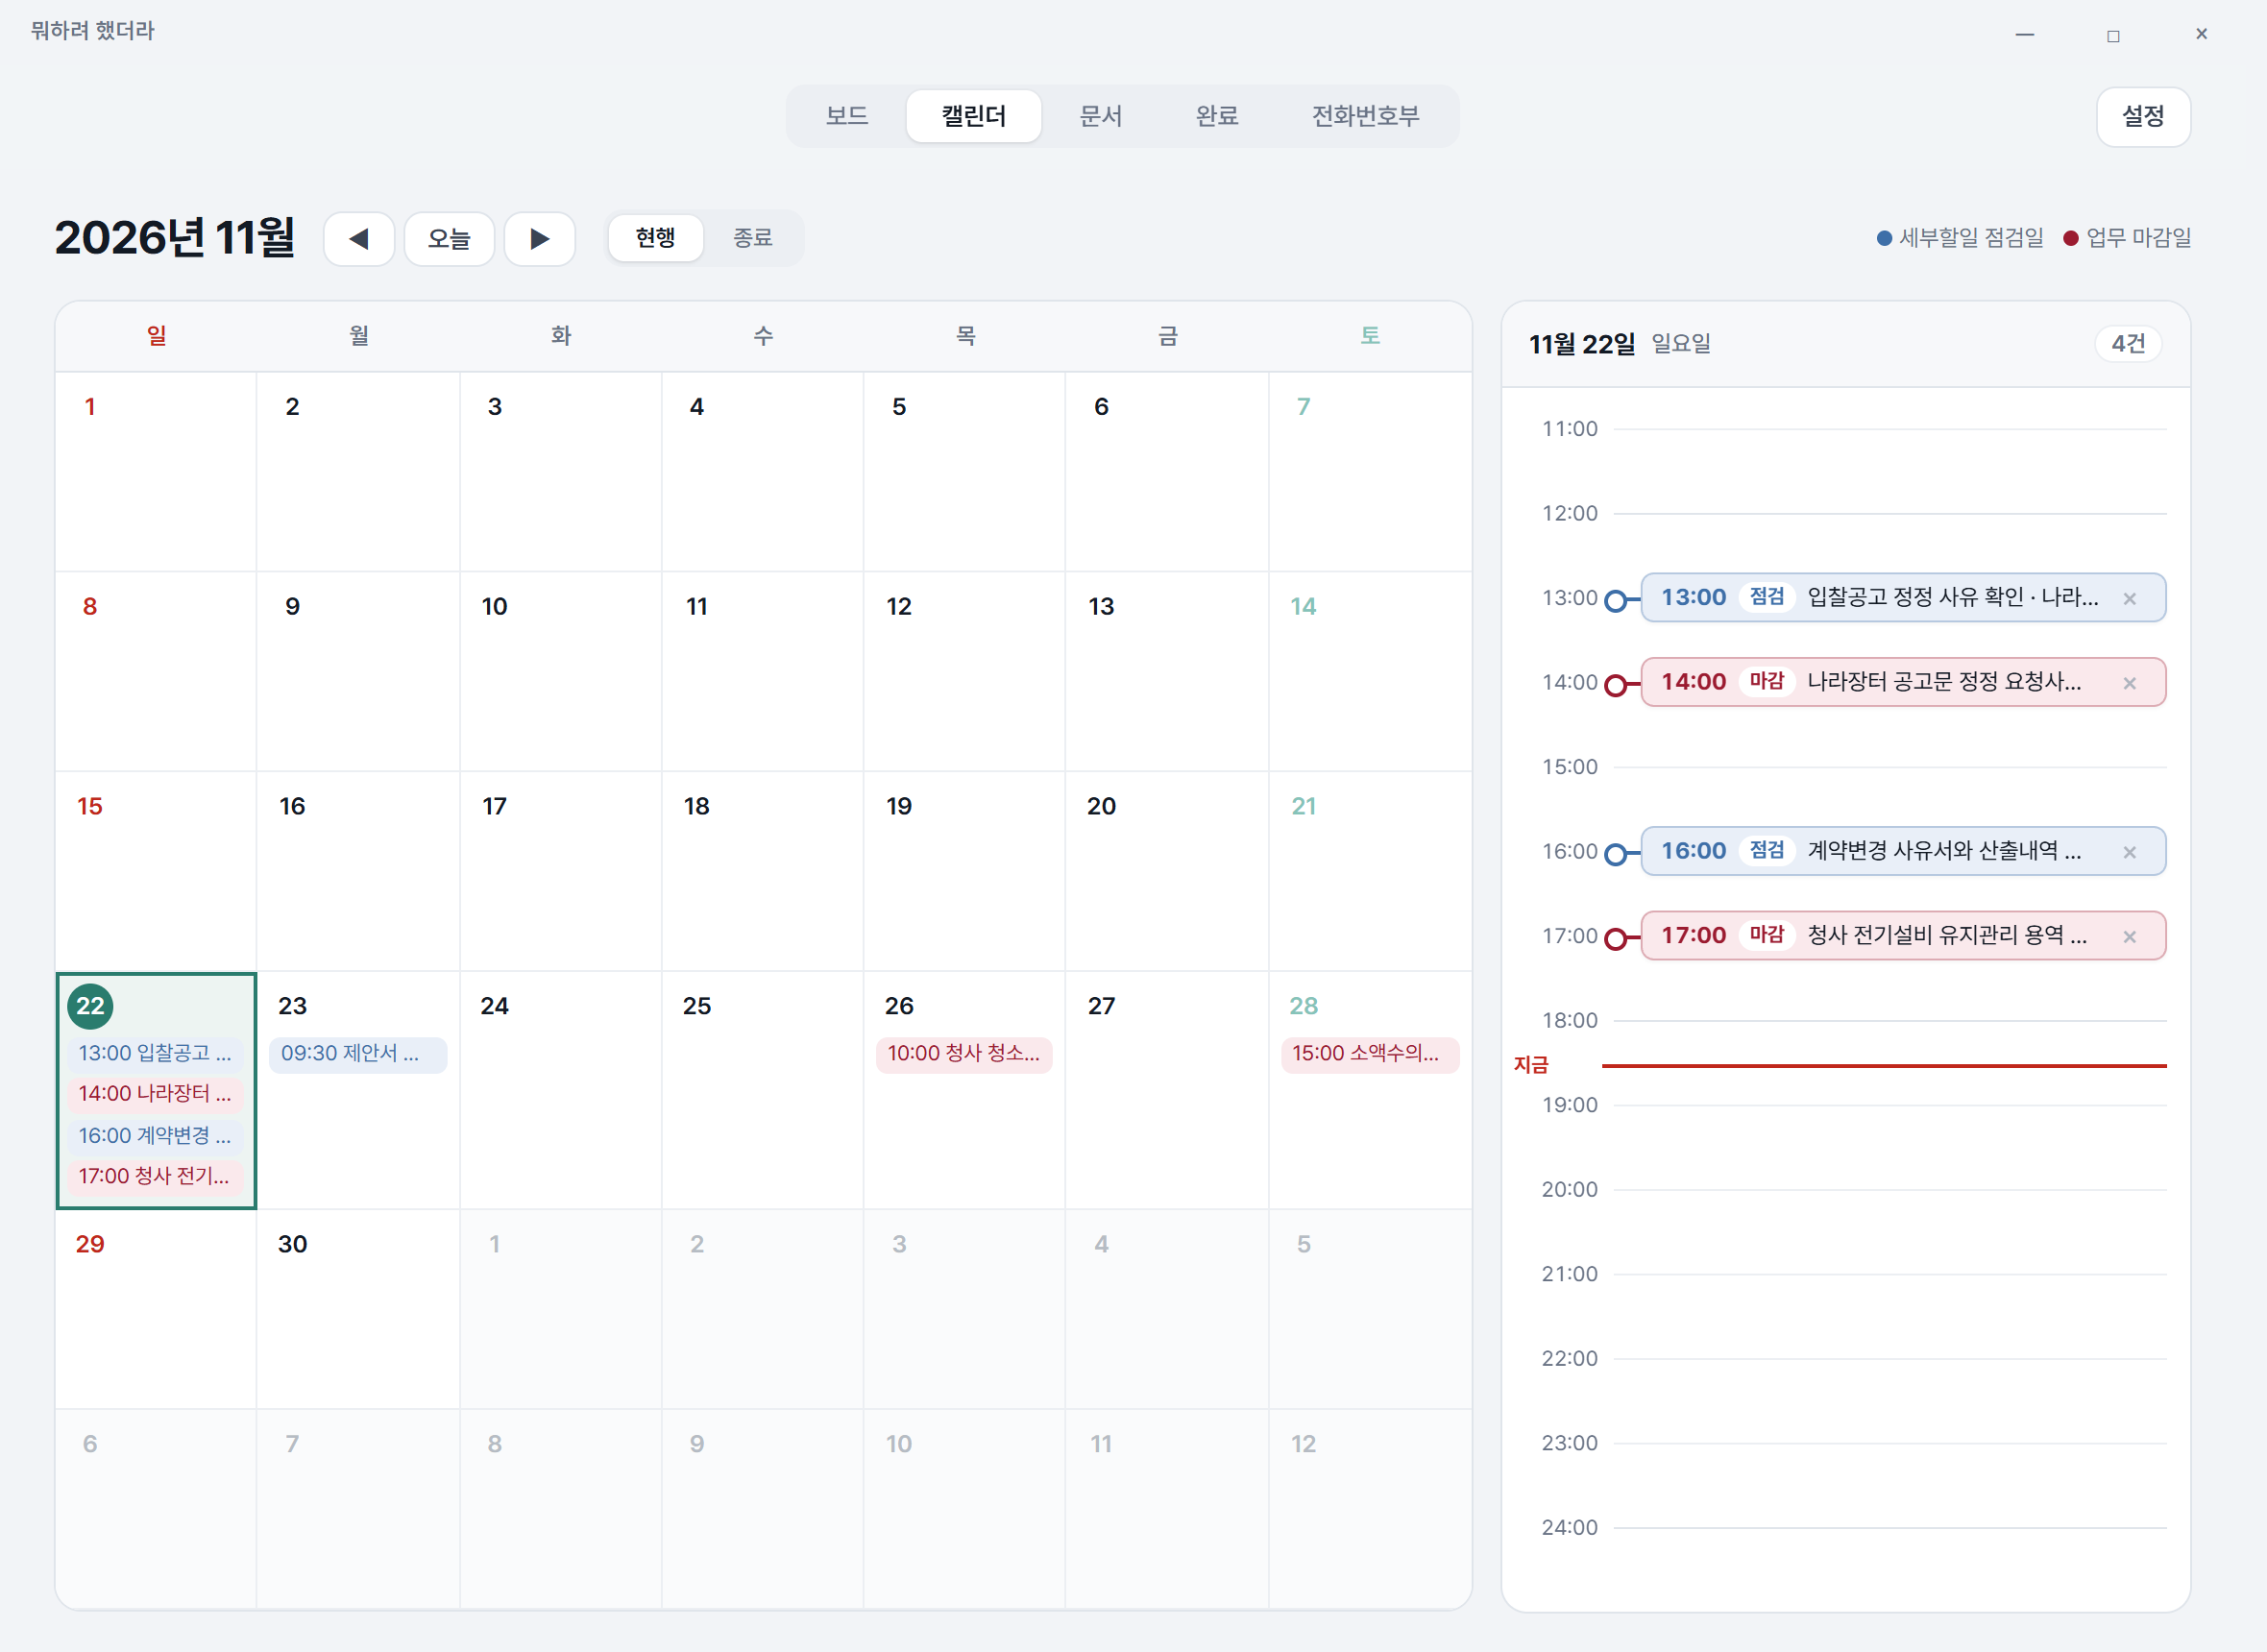 뭐하려 했더라
보드 캘린더 문서 완료 전화번호부 설정
2026년 11월 ◀ 오늘 ▶ 현행 종료 세부할일 점검일 업무 마감일
일 월 화 수 목 금 토
1 2 3 4 5 6 7
8 9 10 11 12 13 14
15 16 17 18 19 20 21
22 23 24 25 26 27 28
13:00 입찰공고 ... 09:30 제안서 ... 10:00 청사 청소... 15:00 소액수의...
14:00 나라장터 ...
16:00 계약변경 ...
17:00 청사 전기...
29 30 1 2 3 4 5
6 7 8 9 10 11 12
11월 22일 일요일 4건
11:00
12:00
13:00 13:00 점검 입찰공고 정정 사유 확인 · 나라... ×
14:00 14:00 마감 나라장터 공고문 정정 요청사... ×
15:00
16:00 16:00 점검 계약변경 사유서와 산출내역 ... ×
17:00 17:00 마감 청사 전기설비 유지관리 용역 ... ×
18:00
지금
19:00
20:00
21:00
22:00
23:00
24:00